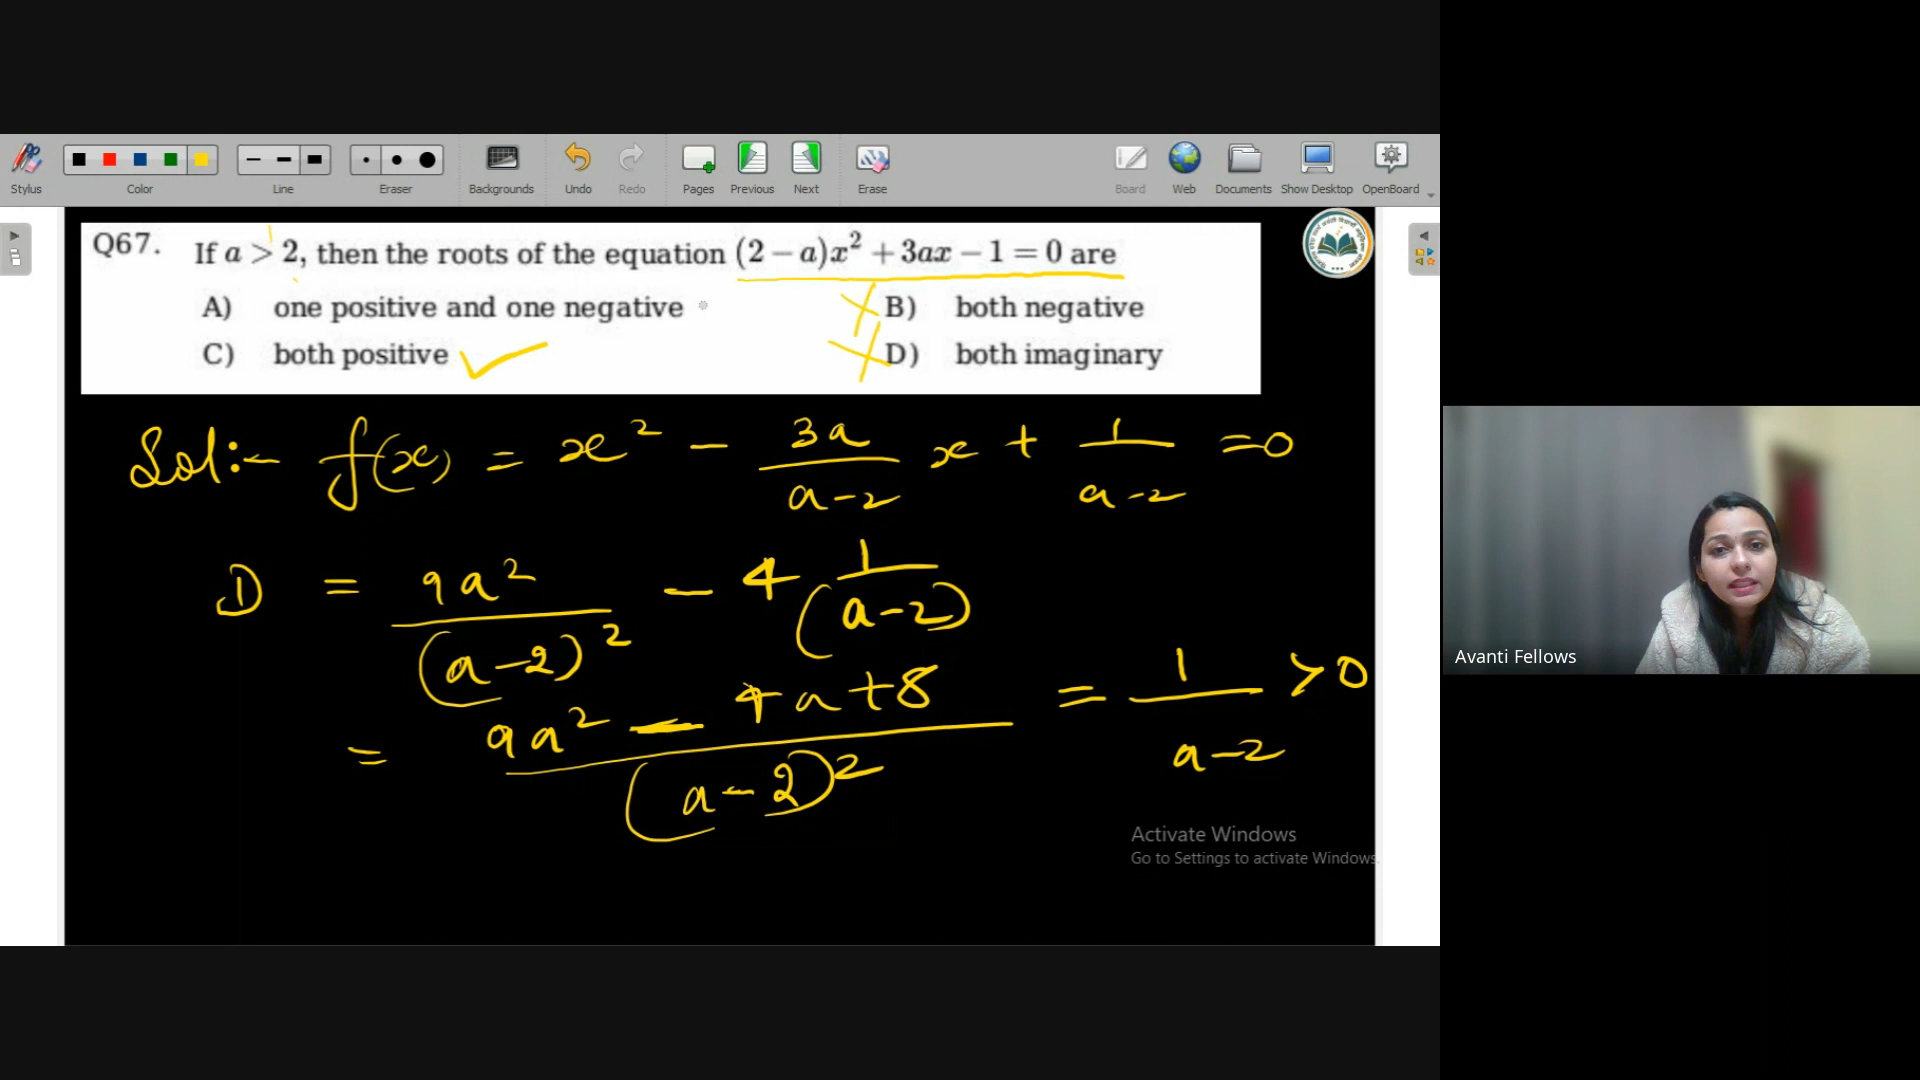 Stylus
Color
Line
Eraser
Backgrounds
Undo
Redo
Pages
Previous
Next
Erase
Board
Web
Documents
Show Desktop
OpenBoard
Q67. If a > 2, then the roots of the equation (2 − a)x² + 3ax − 1 = 0 are
A) one positive and one negative B) both negative
C) both positive D) both imaginary
Sol:- f(x) = x² − 3a/(a-2) x + 1/(a-2) = 0
D = 9a²/(a-2)² − 4 1/(a-2)
= (9a² − 4a + 8)/(a-2)² = 1/(a-2) > 0
Activate Windows
Go to Settings to activate Windows.
Avanti Fellows